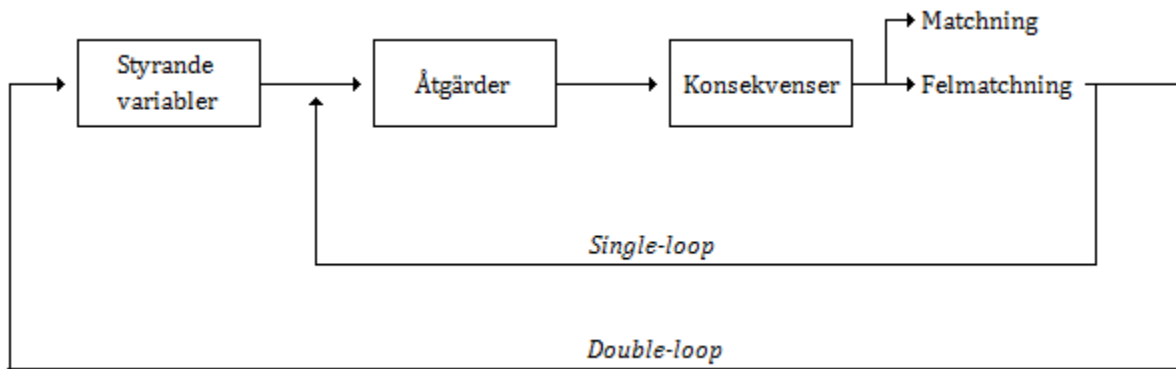 Styrande
variabler
Åtgärder
Konsekvenser
Matchning
Felmatchning
Single-loop
Double-loop